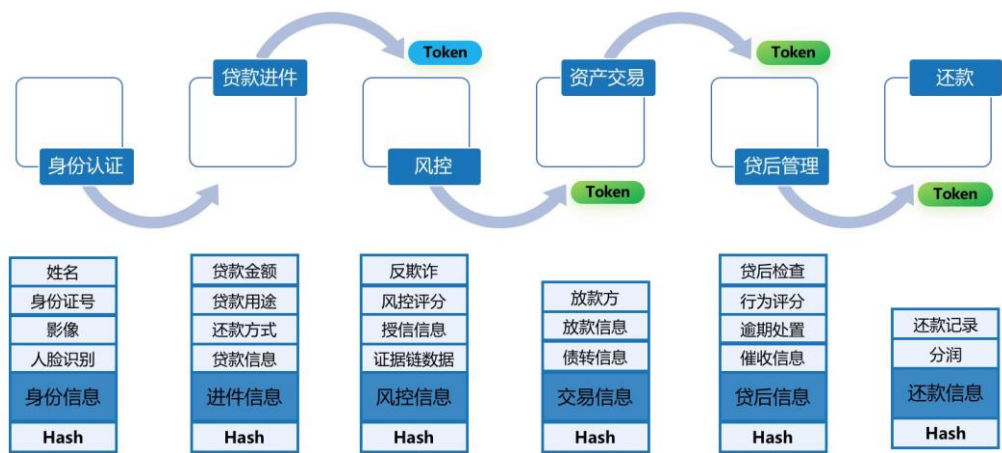 Token
Token
贷款进件
资产交易
还款
身份认证
风控
贷后管理
Token
Token
姓名
身份证号
影像
人脸识别
身份信息
Hash
贷款金额
贷款用途
还款方式
贷款信息
进件信息
Hash
反欺诈
风控评分
授信信息
证据链数据
风控信息
Hash
放款方
放款信息
债转信息
交易信息
Hash
贷后检查
行为评分
逾期处置
催收信息
贷后信息
Hash
还款记录
分润
还款信息
Hash